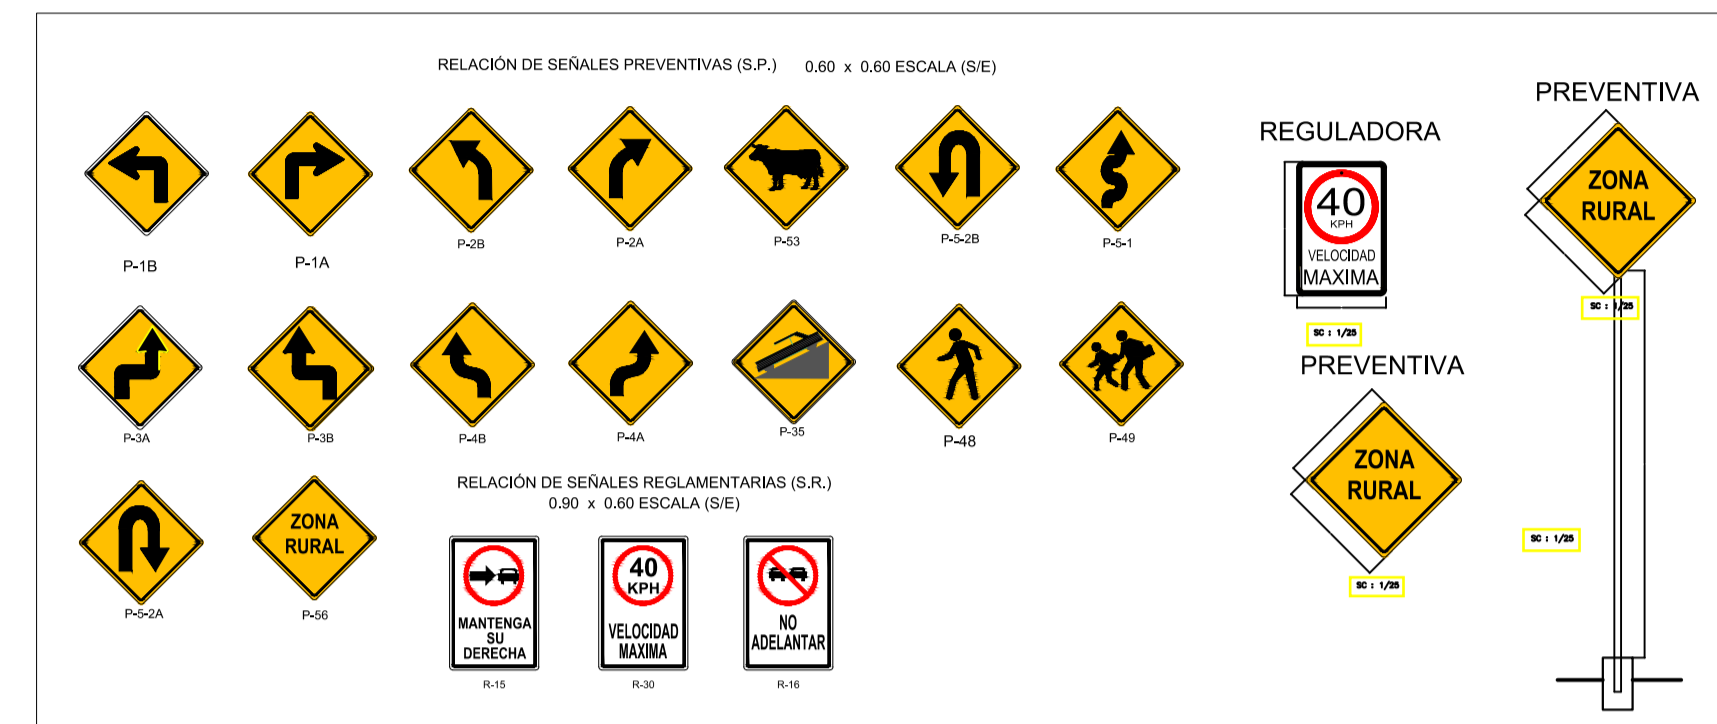 RELACIÓN DE SEÑALES PREVENTIVAS (S.P.) 0.60 x 0.60 ESCALA (S/E)
P-1B
P-1A
P-2B
P-2A
P-53
P-5-2B
P-5-1
P-3A
P-3B
P-4B
P-4A
P-35
P-48
P-49
ZONA
RURAL
P-5-2A
P-56
RELACIÓN DE SEÑALES REGLAMENTARIAS (S.R.)
0.90 x 0.60 ESCALA (S/E)
MANTENGA
SU
DERECHA
R-15
40
KPH
VELOCIDAD
MAXIMA
R-30
NO
ADELANTAR
R-16
REGULADORA
40
KPH
VELOCIDAD
MAXIMA
SC : 1/25
PREVENTIVA
ZONA
RURAL
SC : 1/25
PREVENTIVA
ZONA
RURAL
SC : 1/25
SC : 1/25